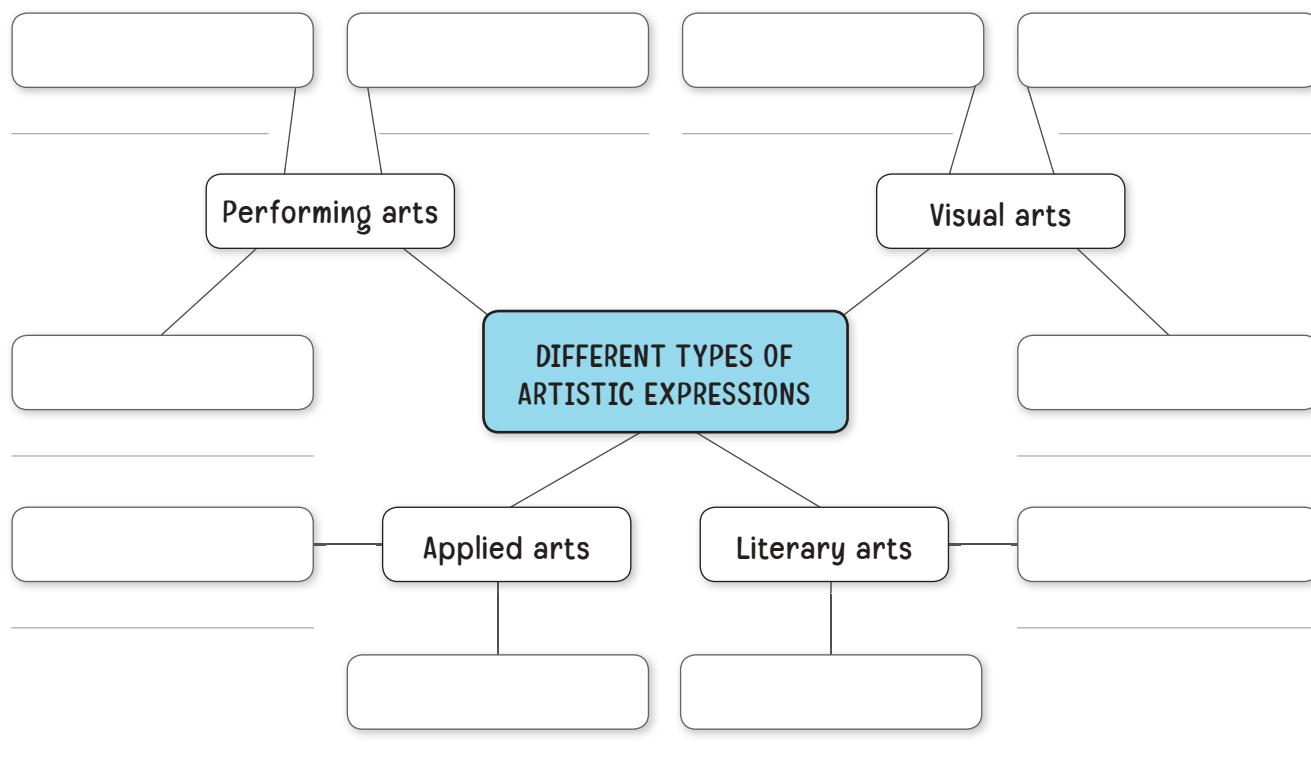 Performing arts
Visual arts
DIFFERENT TYPES OF
ARTISTIC EXPRESSIONS
Applied arts
Literary arts